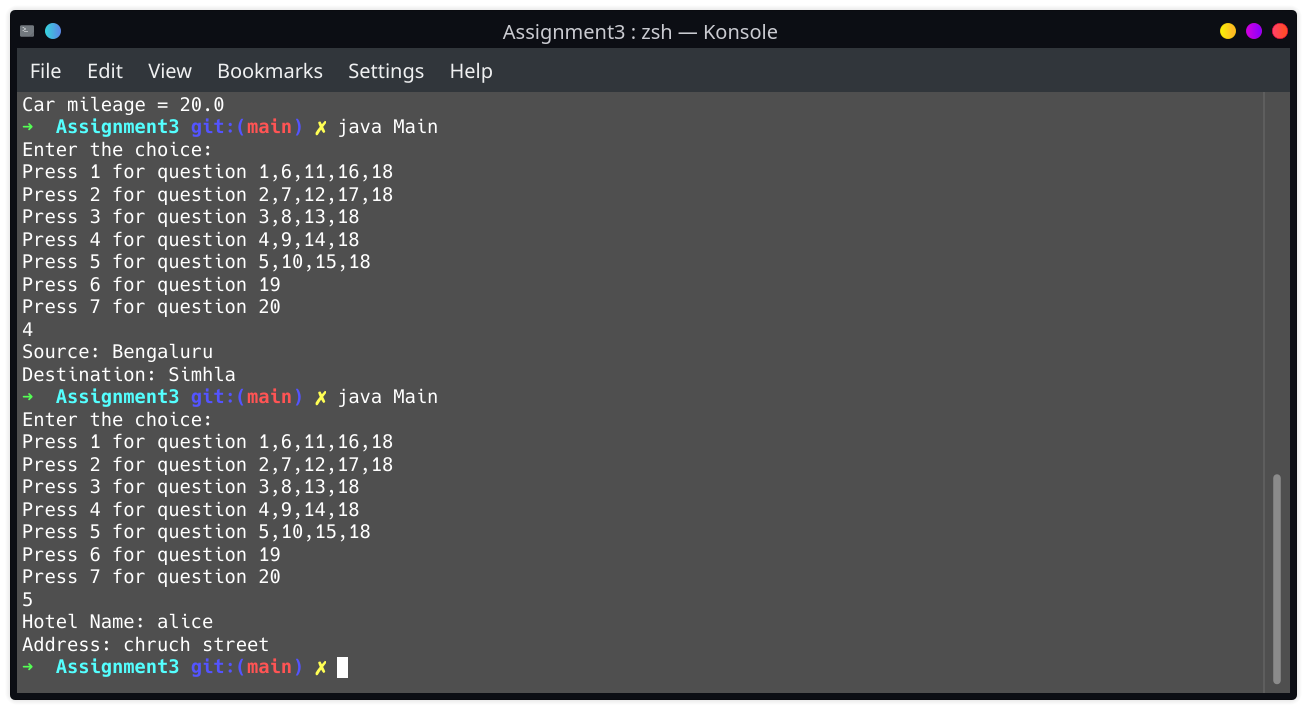 Assignment3 : zsh — Konsole
File Edit View Bookmarks Settings Help
Car mileage = 20.0
➜  Assignment3 git:(main) ✗ java Main
Enter the choice:
Press 1 for question 1,6,11,16,18
Press 2 for question 2,7,12,17,18
Press 3 for question 3,8,13,18
Press 4 for question 4,9,14,18
Press 5 for question 5,10,15,18
Press 6 for question 19
Press 7 for question 20
4
Source: Bengaluru
Destination: Simhla
➜  Assignment3 git:(main) ✗ java Main
Enter the choice:
Press 1 for question 1,6,11,16,18
Press 2 for question 2,7,12,17,18
Press 3 for question 3,8,13,18
Press 4 for question 4,9,14,18
Press 5 for question 5,10,15,18
Press 6 for question 19
Press 7 for question 20
5
Hotel Name: alice
Address: chruch street
➜  Assignment3 git:(main) ✗